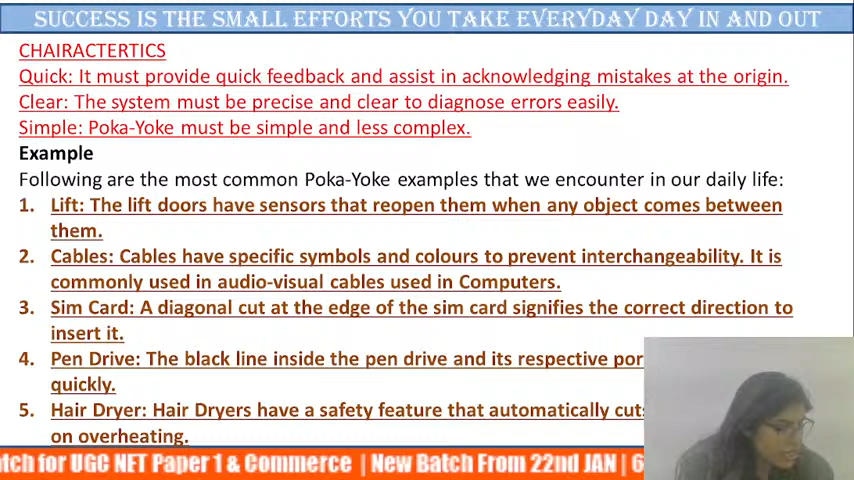 SUCCESS IS THE SMALL EFFORTS YOU TAKE EVERYDAY DAY IN AND OUT
CHAIRACTERTICS
Quick: It must provide quick feedback and assist in acknowledging mistakes at the origin.
Clear: The system must be precise and clear to diagnose errors easily.
Simple: Poka-Yoke must be simple and less complex.
Example
Following are the most common Poka-Yoke examples that we encounter in our daily life:
1. Lift: The lift doors have sensors that reopen them when any object comes between
them.
2. Cables: Cables have specific symbols and colours to prevent interchangeability. It is
commonly used in audio-visual cables used in Computers.
3. Sim Card: A diagonal cut at the edge of the sim card signifies the correct direction to
insert it.
4. Pen Drive: The black line inside the pen drive and its respective
quickly.
5. Hair Dryer: Hair Dryers have a safety feature that automatically
on overheating.
for UGC NET Paper 1 & Commerce | New Batch From 22nd JAN | 6